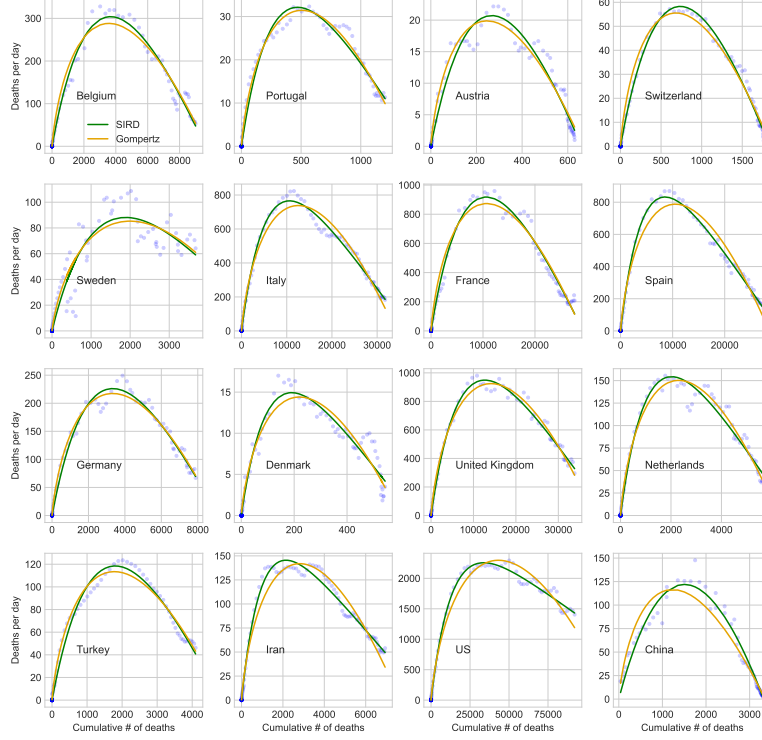 Deaths per day
300
200
100
0
Belgium
SIRD
Gompertz
0 2000 4000 6000 8000
30
20
10
0
Portugal
0 500 1000
20
15
10
5
0
Austria
0 200 400 600
60
50
40
30
20
10
0
Switzerland
0 500 1000 1500
100
80
60
40
20
0
Sweden
0 1000 2000 3000
800
600
400
200
0
Italy
0 10000 20000 30000
1000
800
600
400
200
0
France
0 10000 20000
800
600
400
200
0
Spain
0 10000 20000
Deaths per day
250
200
150
100
50
0
Germany
0 2000 4000 6000 8000
15
10
5
0
Denmark
0 200 400
1000
800
600
400
200
0
United Kingdom
0 10000 20000 30000
150
125
100
75
50
25
0
Netherlands
0 2000 4000
Deaths per day
120
100
80
60
40
20
0
Turkey
0 1000 2000 3000 4000
Cumulative # of deaths
150
125
100
75
50
25
0
Iran
0 2000 4000 6000
Cumulative # of deaths
2000
1500
1000
500
0
US
0 25000 50000 75000
Cumulative # of deaths
150
125
100
75
50
25
0
China
0 1000 2000 3000
Cumulative # of deaths